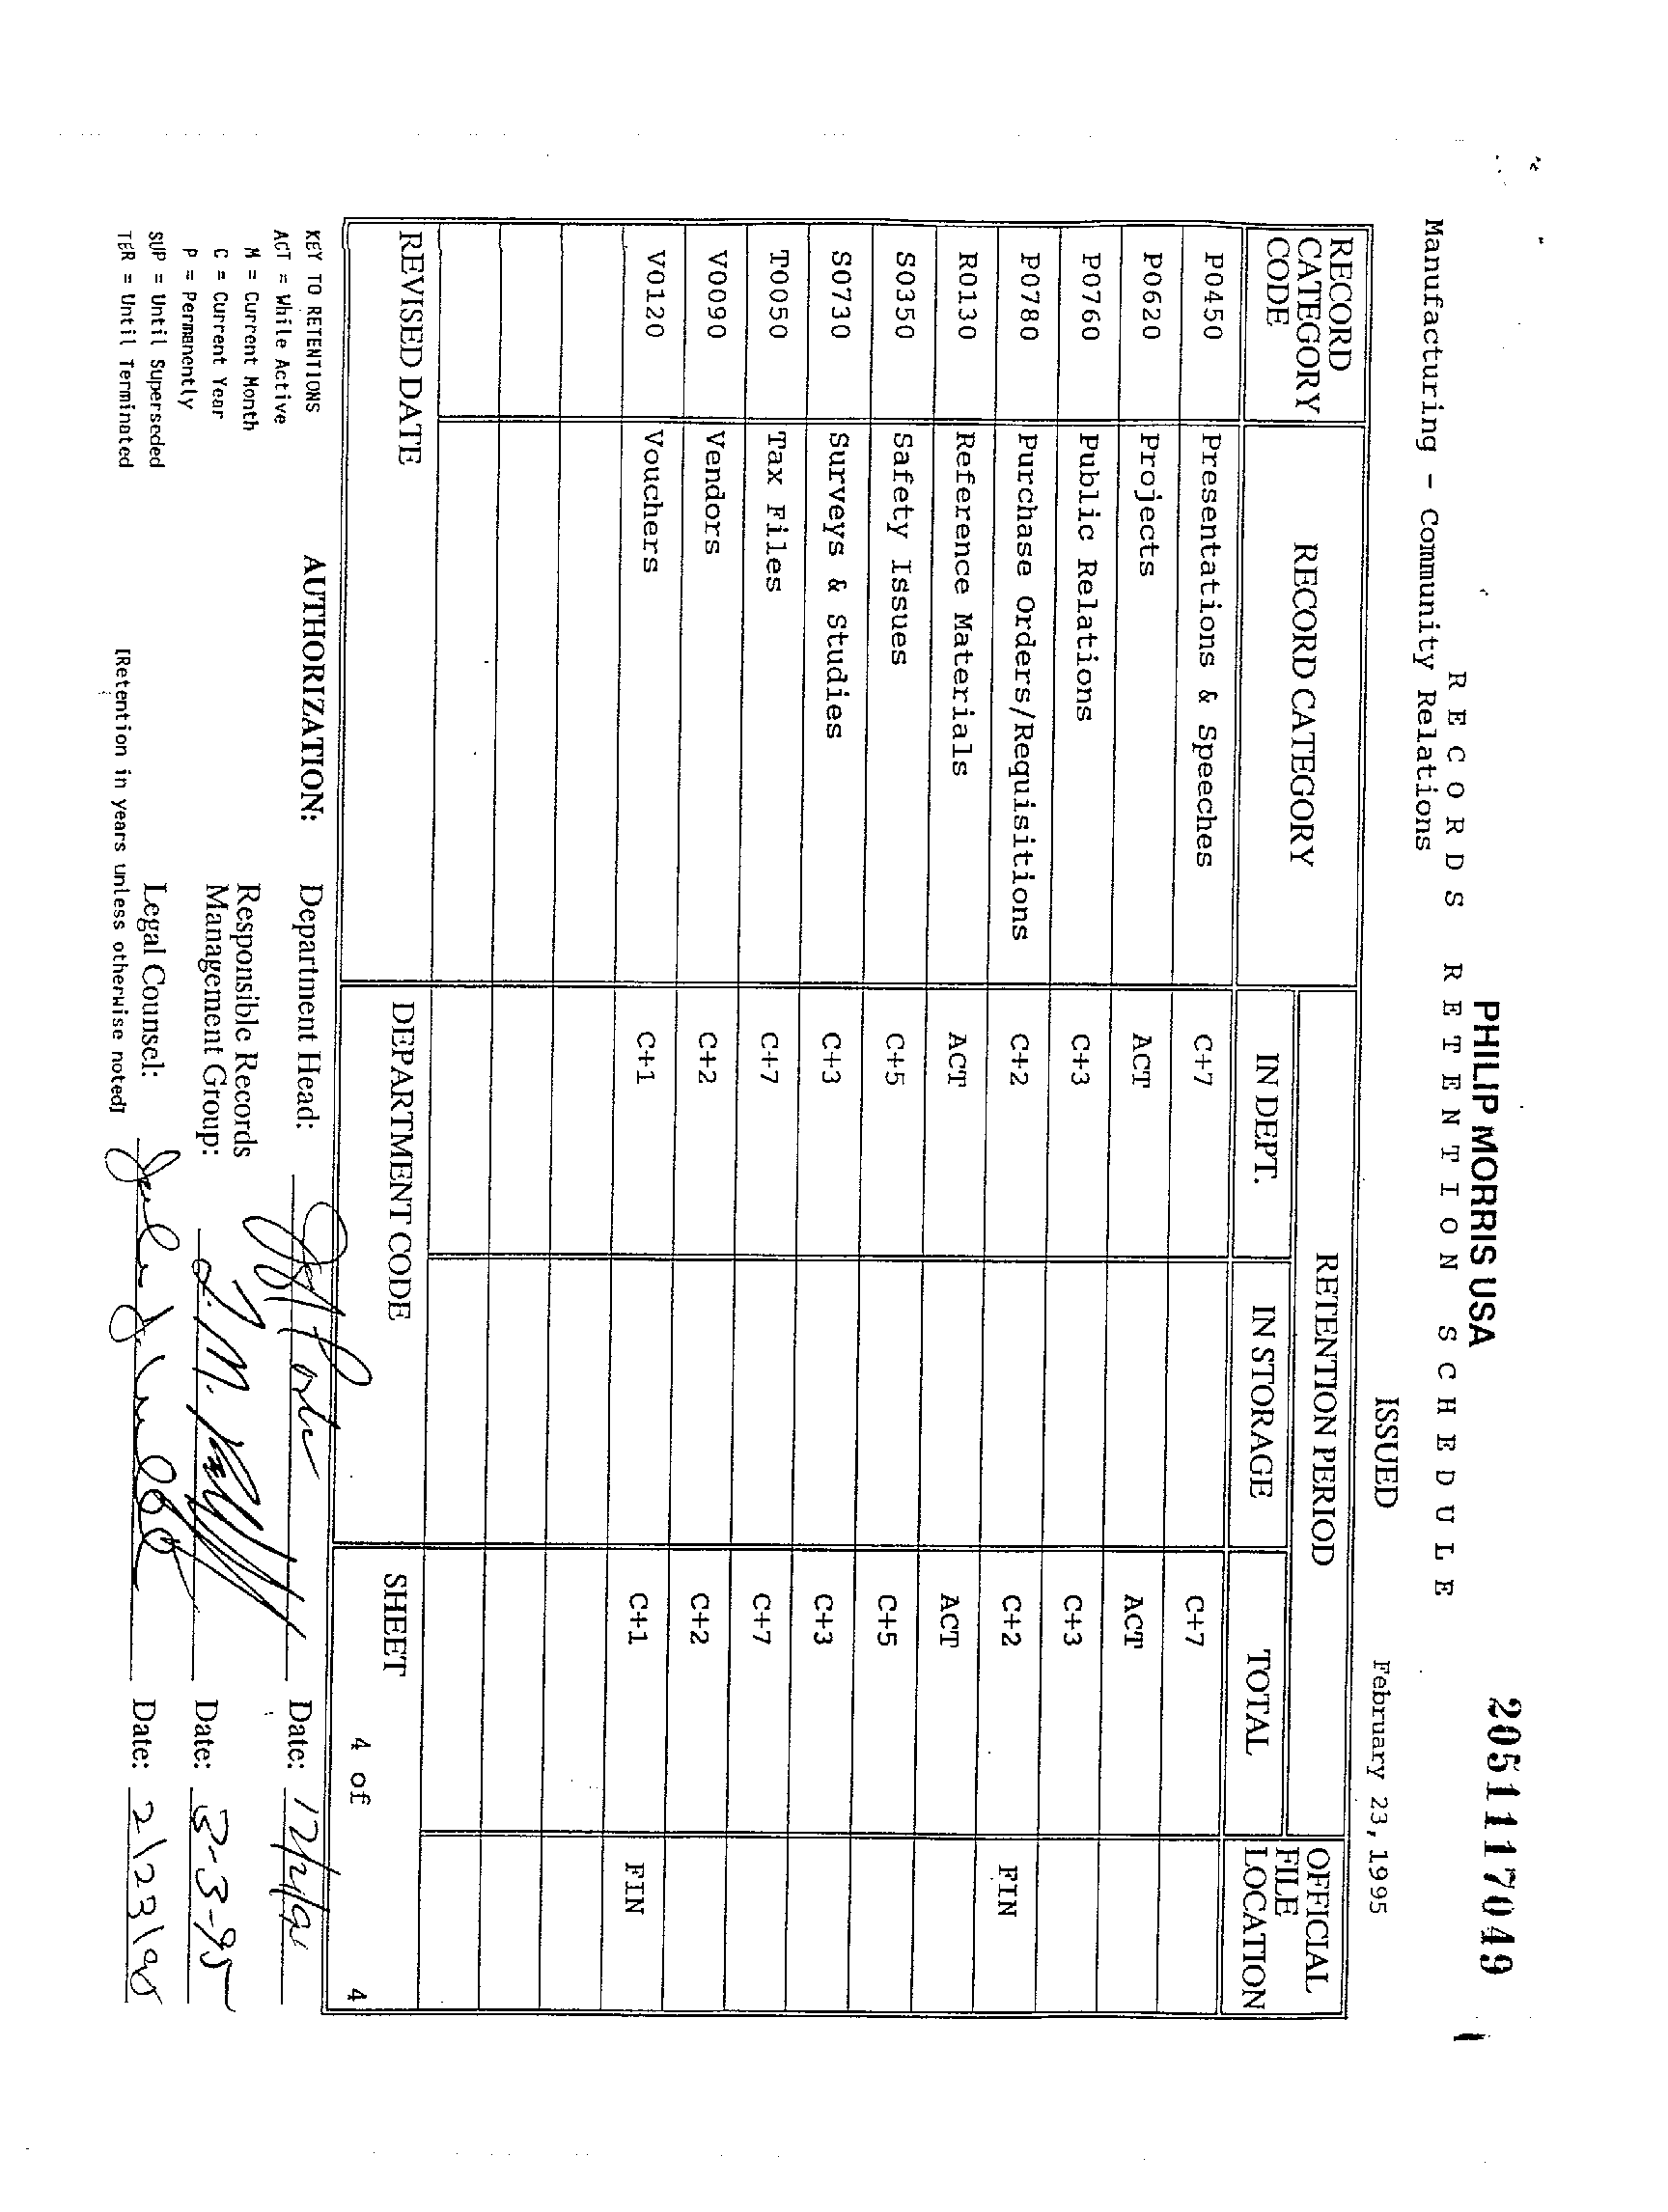 2051117049
PHILIP MORRIS USA
RECORDS RETENTION SCHEDULE
Manufacturing - Community Relations
ISSUED February 23, 1995
RECORD CATEGORY CODE RECORD CATEGORY RETENTION PERIOD OFFICIAL FILE LOCATION
IN DEPT. IN STORAGE TOTAL
P0450 Presentations & Speeches C+7 C+7
P0620 Projects ACT ACT
P0760 Public Relations C+3 C+3
P0780 Purchase Orders/Requisitions C+2 C+2 FIN
R0130 Reference Materials ACT ACT
S0350 Safety Issues C+5 C+5
S0730 Surveys & Studies C+3 C+3
T0050 Tax Files C+7 C+7
V0090 Vendors C+2 C+2
V0120 Vouchers C+1 C+1 FIN
REVISED DATE DEPARTMENT CODE SHEET
4 of 4
KEY TO RETENTIONS
ACT = While Active
M = Current Month
C = Current Year
P = Permanently
SUP = Until Superseded
TER = Until Terminated
AUTHORIZATION: Department Head: Date:
Responsible Records
Management Group: Date: 3-3-95
Legal Counsel: Date: 2/23/95
[Retention in years unless otherwise noted]